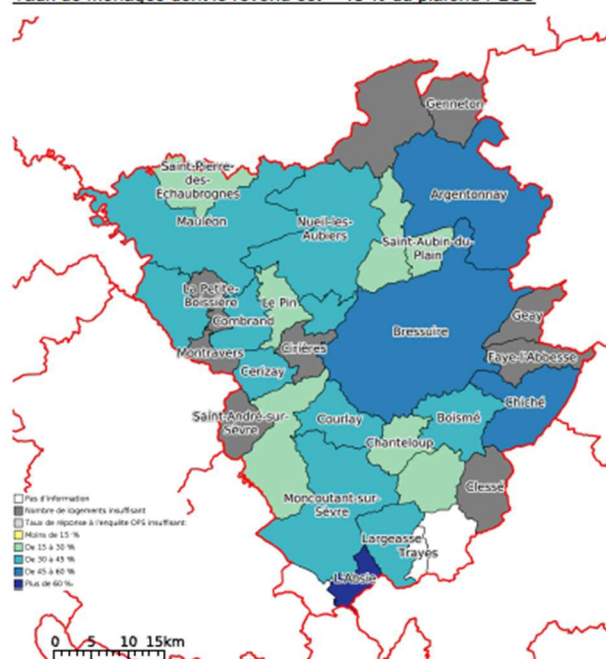 Genneton
Saint-Pierre-
des-
Echaubrognes
Argentonnay
Mauléon
Nueil-les-
Aubiers
Saint-Aubin-du-
Plain
La Petite-
Boissière
Le Pin
Combrand
Geay
Bressuire
Montravers
Cirières
Faye-l'Abbesse
Cerizay
Chiché
Saint-André-sur-
Sèvre
Courlay
Boismé
Chanteloup
Clessé
Moncoutant-sur-
Sèvre
Largeasse
Trayes
L'Absie
Pas d'information
Nombre de logements insuffisant
Taux de réponse à l'enquête OPS insuffisant
Moins de 15 %
De 15 à 30 %
De 30 à 45 %
De 45 à 60 %
Plus de 60 %
0 5 10 15km